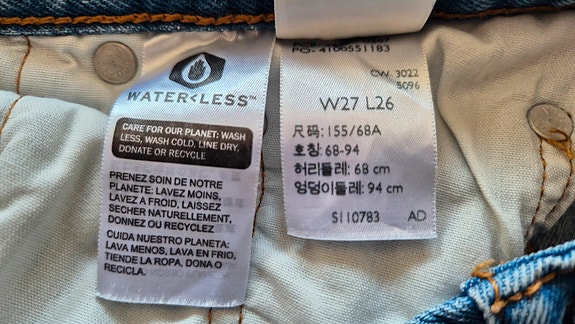 WATER<LESS™
CARE FOR OUR PLANET: WASH
LESS, WASH COLD, LINE DRY,
DONATE OR RECYCLE
PRENEZ SOIN DE NOTRE
PLANETE: LAVEZ MOINS,
LAVEZ A FROID, LAISSEZ
SECHER NATURELLEMENT,
DONNEZ OU RECYCLEZ
CUIDA NUESTRO PLANETA:
LAVA MENOS, LAVA EN FRIO,
TIENDE LA ROPA, DONA O
RECICLA.
PO- 4100551183
CW 3022
5096
W27 L26
尺码: 155/68A
호칭: 68-94
허리둘레: 68 cm
엉덩이둘레: 94 cm
S110783 AD